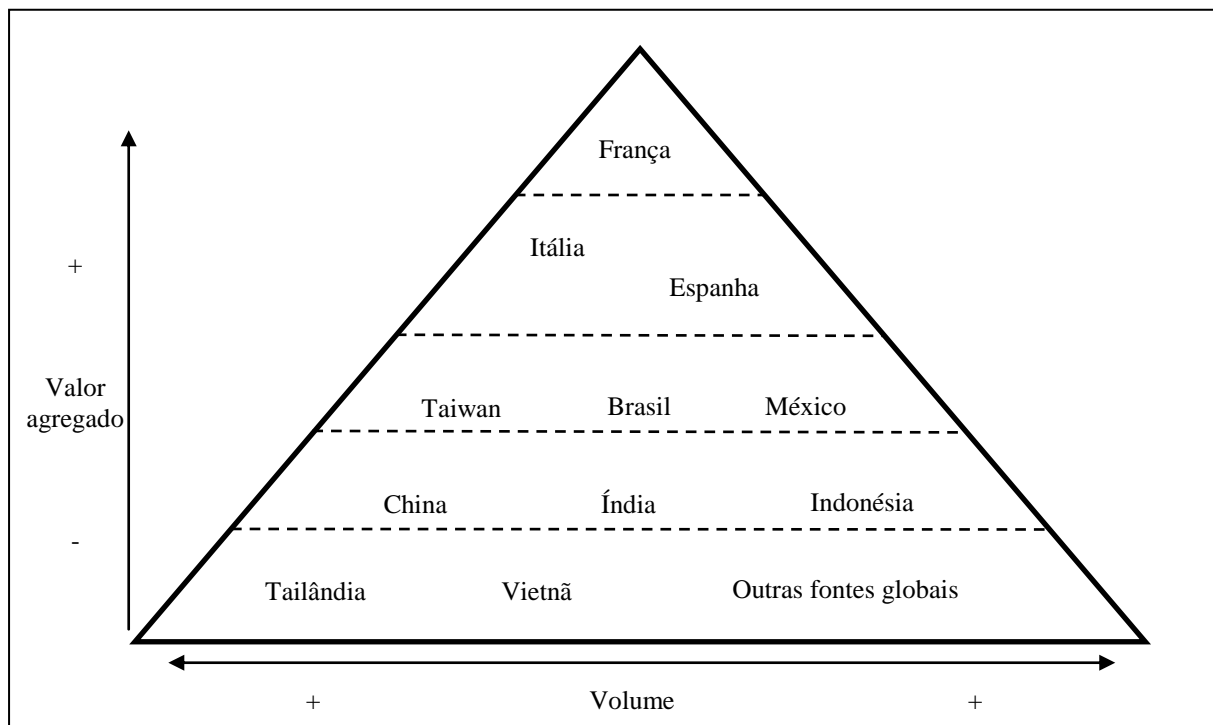 França
Itália
Espanha
+
Valor
agregado
Taiwan Brasil México
China Índia Indonésia
-
Tailândia Vietnã Outras fontes globais
+ Volume +